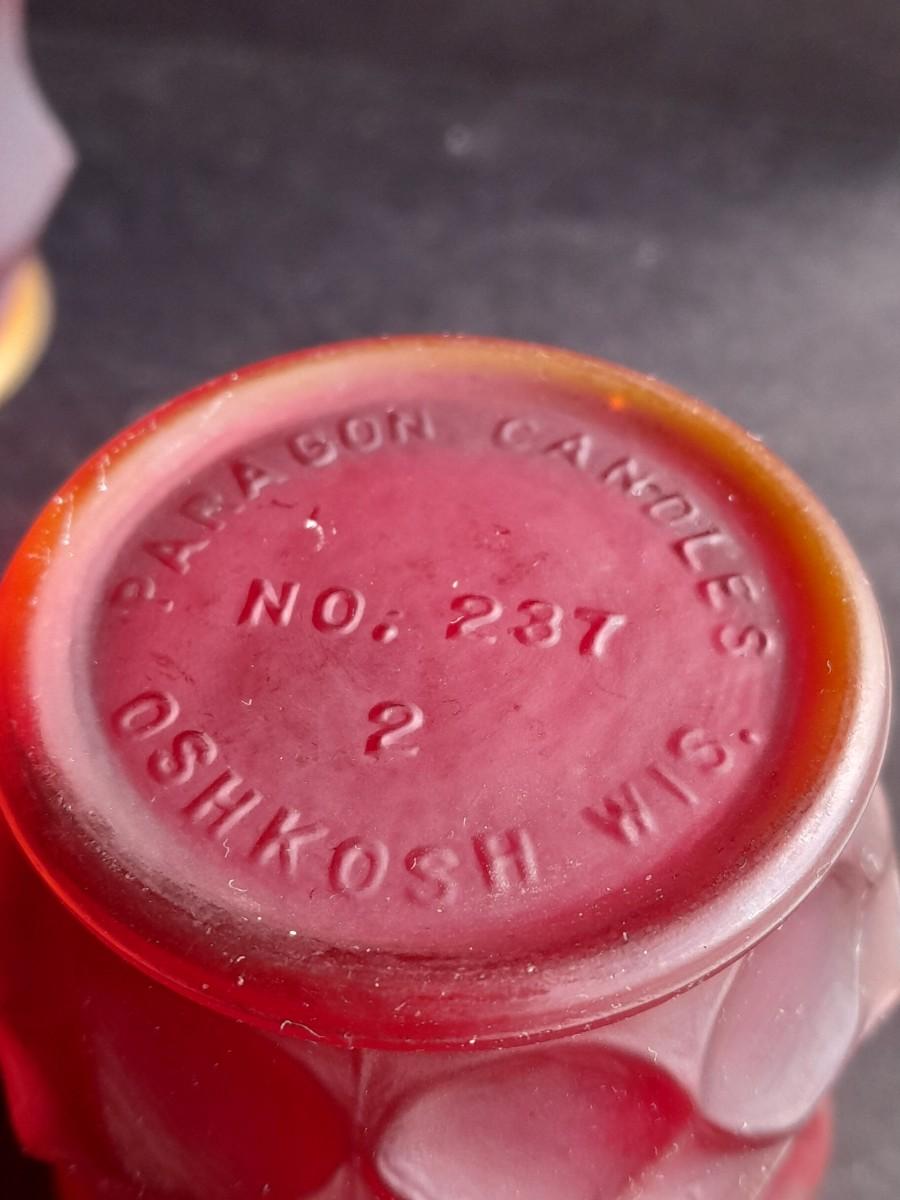 PARAGON CANDLES
NO. 237
2
OSHKOSH WIS.